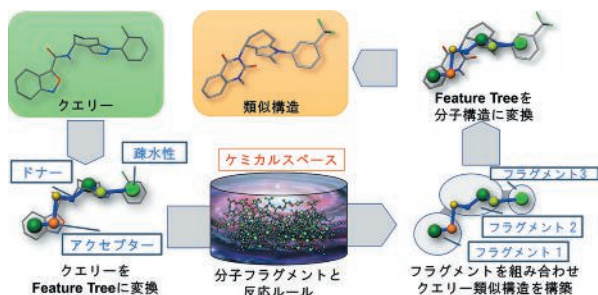 クエリー
類似構造
Feature Treeを
分子構造に変換
ドナー
疎水性
アクセプター
クエリーを
Feature Treeに変換
ケミカルスペース
分子フラグメントと
反応ルール
フラグメント3
フラグメント 2
フラグメント 1
フラグメントを組み合わせ
クエリー類似構造を構築